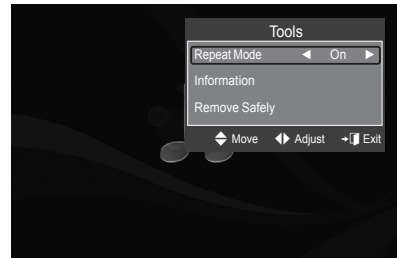 Tools
Repeat Mode ◀ On ▶
Information
Remove Safely
Move Adjust Exit